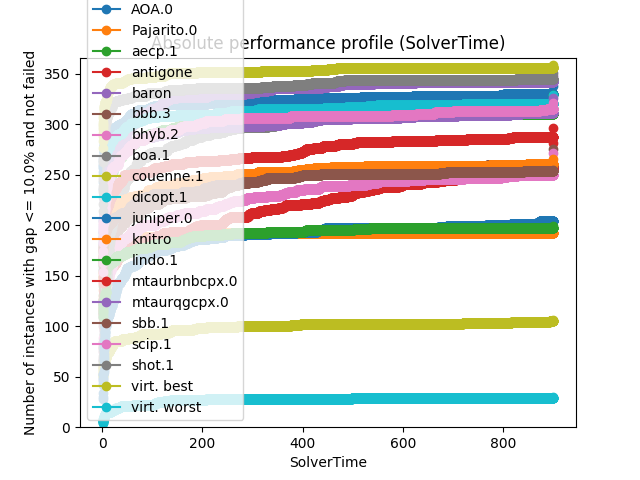 Absolute performance profile (SolverTime)
AOA.0
Pajarito.0
aecp.1
antigone
baron
bbb.3
bhyb.2
boa.1
couenne.1
dicopt.1
juniper.0
knitro
lindo.1
mtaurbnbcpx.0
mtaurqgcpx.0
sbb.1
scip.1
shot.1
virt. best
virt. worst
Number of instances with gap <= 10.0% and not failed
350
300
250
200
150
100
50
0
0 200 400 600 800
SolverTime